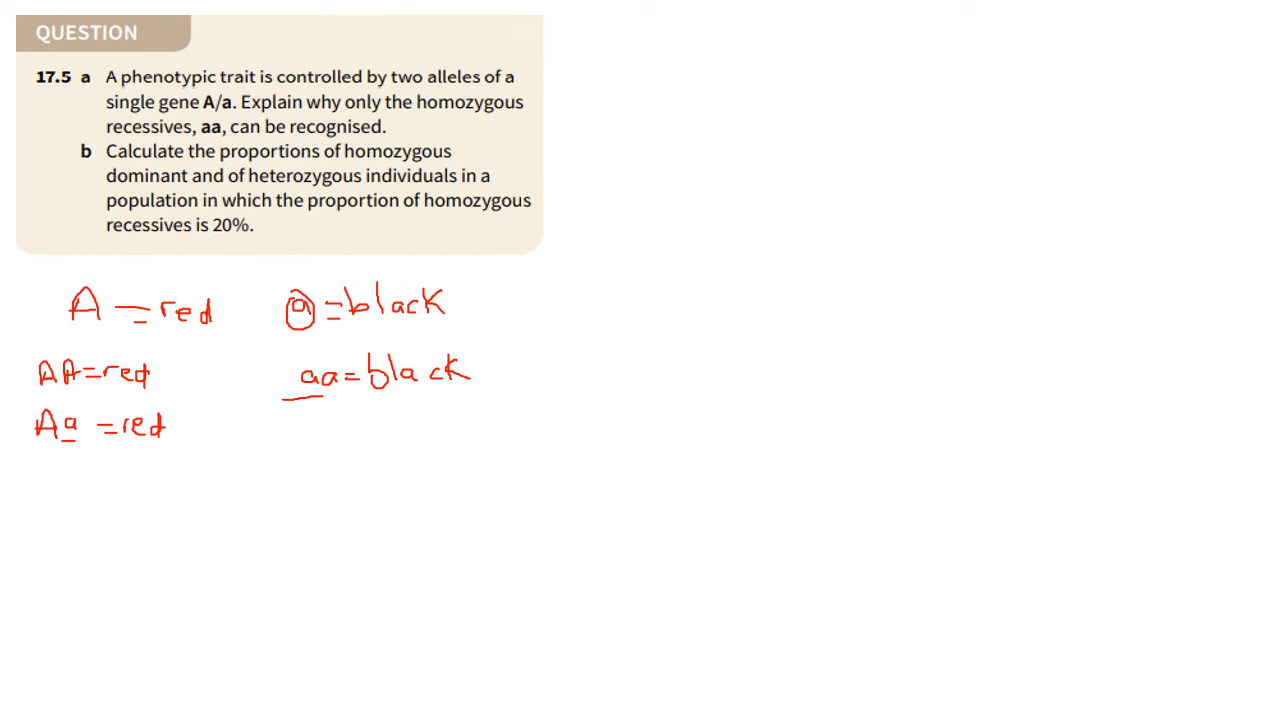 QUESTION
17.5 a A phenotypic trait is controlled by two alleles of a
single gene A/a. Explain why only the homozygous
recessives, aa, can be recognised.
b Calculate the proportions of homozygous
dominant and of heterozygous individuals in a
population in which the proportion of homozygous
recessives is 20%.
A = red a = black
AA = red aa = black
Aa = red